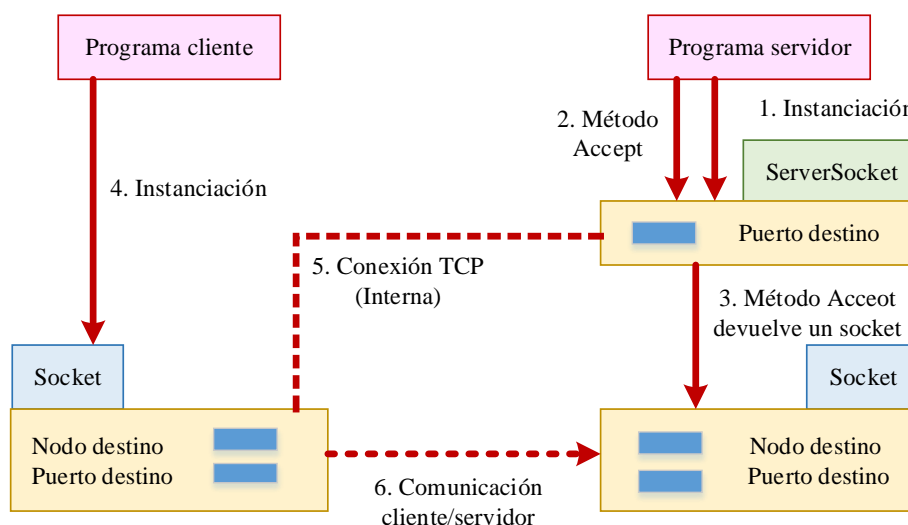 Programa cliente
Programa servidor
1. Instanciación
2. Método
Accept
ServerSocket
4. Instanciación
Puerto destino
5. Conexión TCP
(Interna)
3. Método Acceot
devuelve un socket
Socket
Socket
Nodo destino
Puerto destino
Nodo destino
Puerto destino
6. Comunicación
cliente/servidor